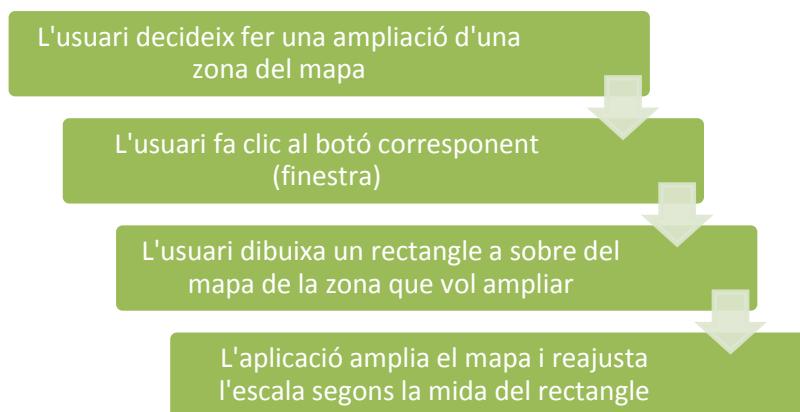 L'usuari decideix fer una ampliació d'una
zona del mapa
L'usuari fa clic al botó corresponent
(finestra)
L'usuari dibuixa un rectangle a sobre del
mapa de la zona que vol ampliar
L'aplicació amplia el mapa i reajusta
l'escala segons la mida del rectangle